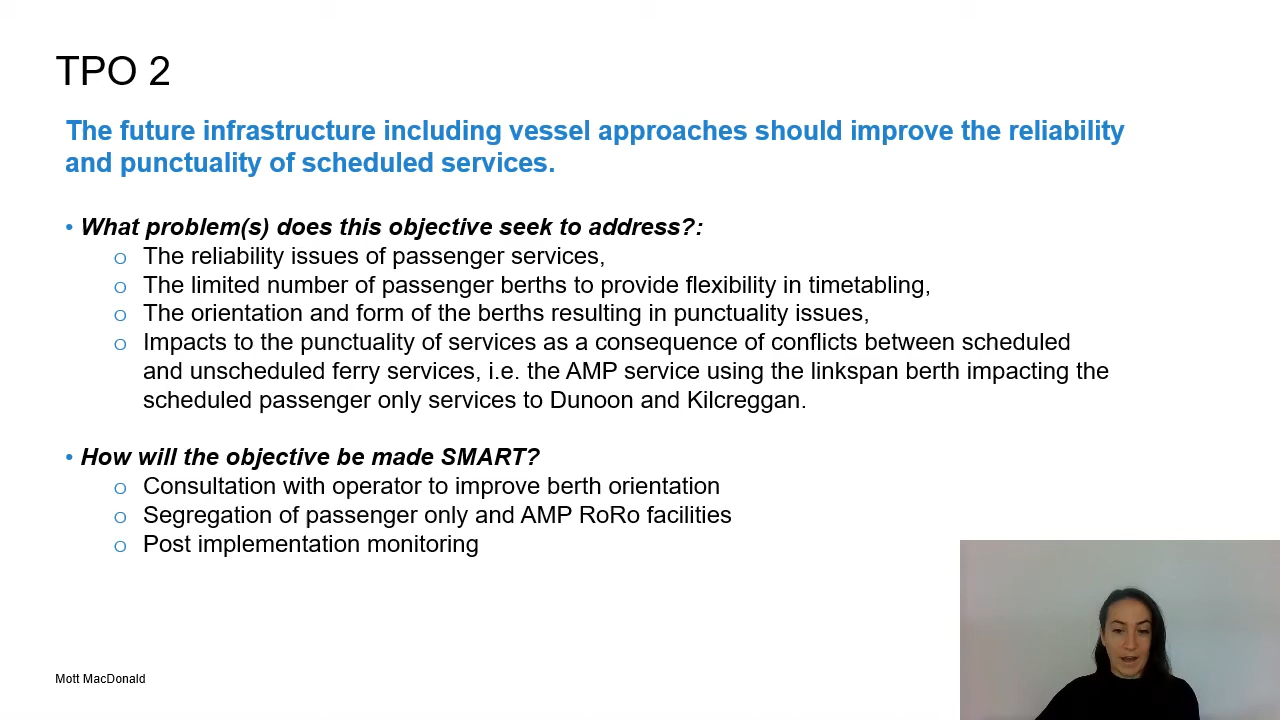 TPO 2
The future infrastructure including vessel approaches should improve the reliability
and punctuality of scheduled services.
• What problem(s) does this objective seek to address?:
o The reliability issues of passenger services,
o The limited number of passenger berths to provide flexibility in timetabling,
o The orientation and form of the berths resulting in punctuality issues,
o Impacts to the punctuality of services as a consequence of conflicts between scheduled
and unscheduled ferry services, i.e. the AMP service using the linkspan berth impacting the
scheduled passenger only services to Dunoon and Kilcreggan.
• How will the objective be made SMART?
o Consultation with operator to improve berth orientation
o Segregation of passenger only and AMP RoRo facilities
o Post implementation monitoring
Mott MacDonald